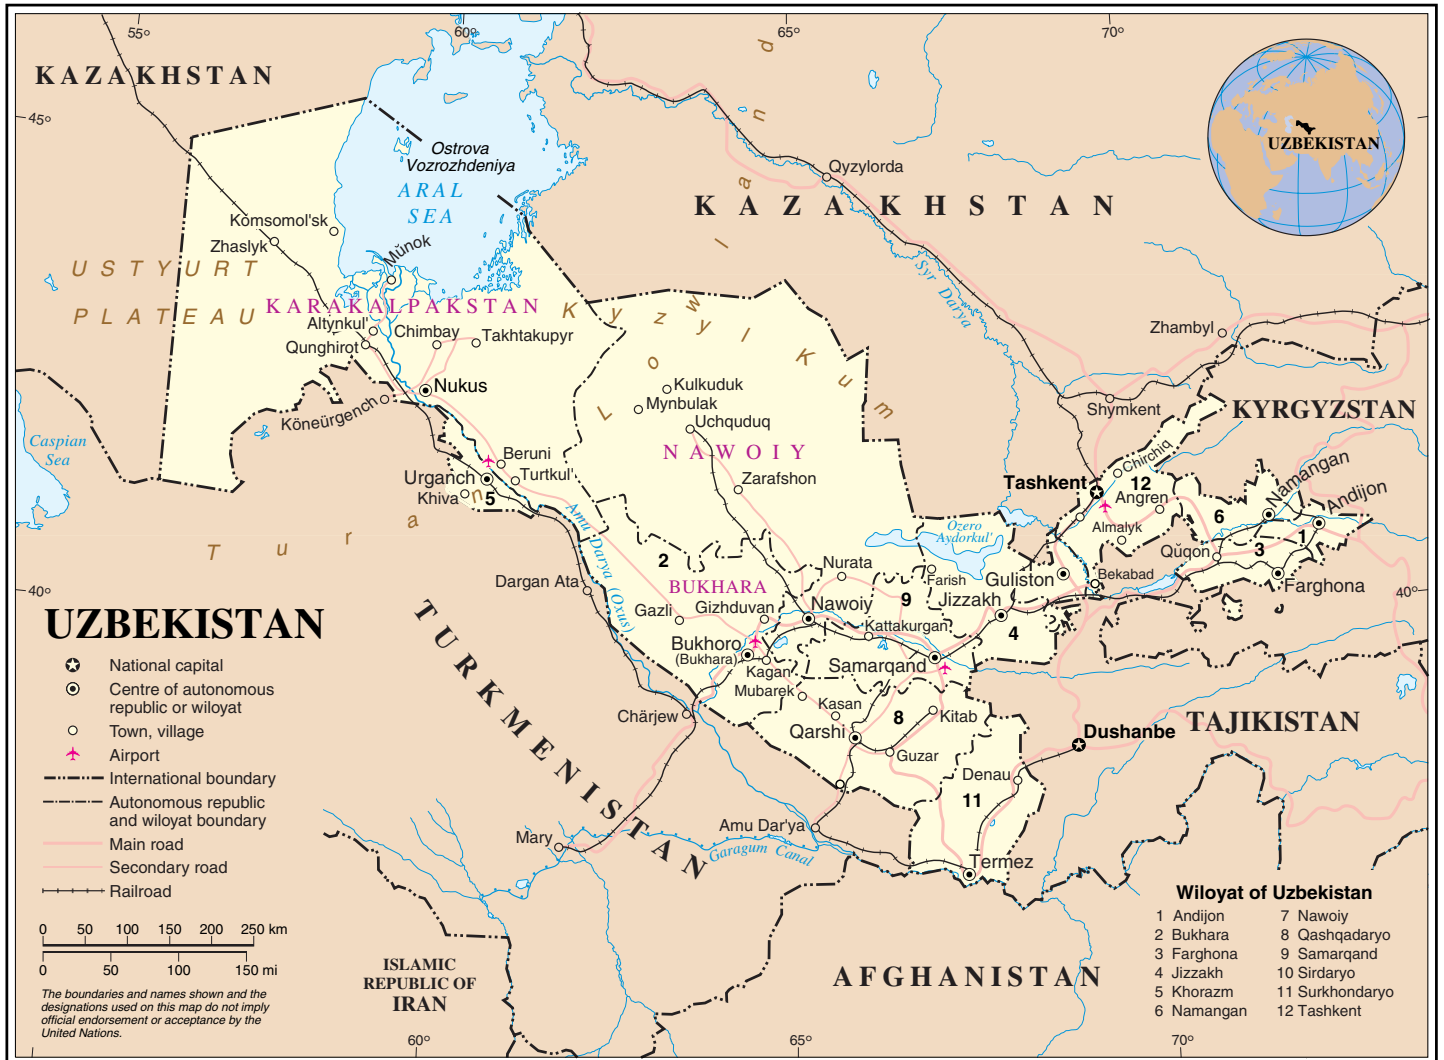 55°
60°
65°
70°
KAZAKHSTAN
45°
Ostrova
Vozrozhdeniya
ARAL
SEA
UZBEKISTAN
Qyzylorda
KAZAKHSTAN
Komsomol'sk
Zhaslyk
Mŭnok
USTYURT
PLATEAU
KARAKALPAKSTAN
Kyzyl Kum
Turan Lowland
Syr Darya
Altynkul'
Chimbay
Takhtakupyr
Qunghirot
Zhambyl
Nukus
Kulkuduk
Mynbulak
Uchquduq
Köneürgench
Shymkent
KYRGYZSTAN
Caspian
Sea
NAWOIY
Beruni
Urganch
Turtkul'
Khiva
5
Zarafshon
Tashkent
Chirchiq
12
Angren
Almalyk
Namangan
Andijon
6
1
3
Qŭqon
Farghona
Amu Darya (Oxus)
Ozero
Aydorkul'
2
BUKHARA
Nurata
Farish
Guliston
Bekabad
Dargan Ata
40°
40°
Gazli
Gizhduvan
Nawoiy
9
Jizzakh
Kattakurgan
4
Bukhoro
(Bukhara)
Kagan
Samarqand
Mubarek
Kasan
Chärjew
8
Kitab
Qarshi
Guzar
Dushanbe
TAJIKISTAN
Denau
11
TURKMENISTAN
Amu Dar'ya
Mary
Garagum Canal
Termez
UZBEKISTAN
National capital
Centre of autonomous
republic or wiloyat
Town, village
Airport
International boundary
Autonomous republic
and wiloyat boundary
Main road
Secondary road
Railroad
0 50 100 150 200 250 km
0 50 100 150 mi
The boundaries and names shown and the
designations used on this map do not imply
official endorsement or acceptance by the
United Nations.
ISLAMIC
REPUBLIC OF
IRAN
AFGHANISTAN
Wiloyat of Uzbekistan
1 Andijon
2 Bukhara
3 Farghona
4 Jizzakh
5 Khorazm
6 Namangan
7 Nawoiy
8 Qashqadaryo
9 Samarqand
10 Sirdaryo
11 Surkhondaryo
12 Tashkent
60°
65°
70°